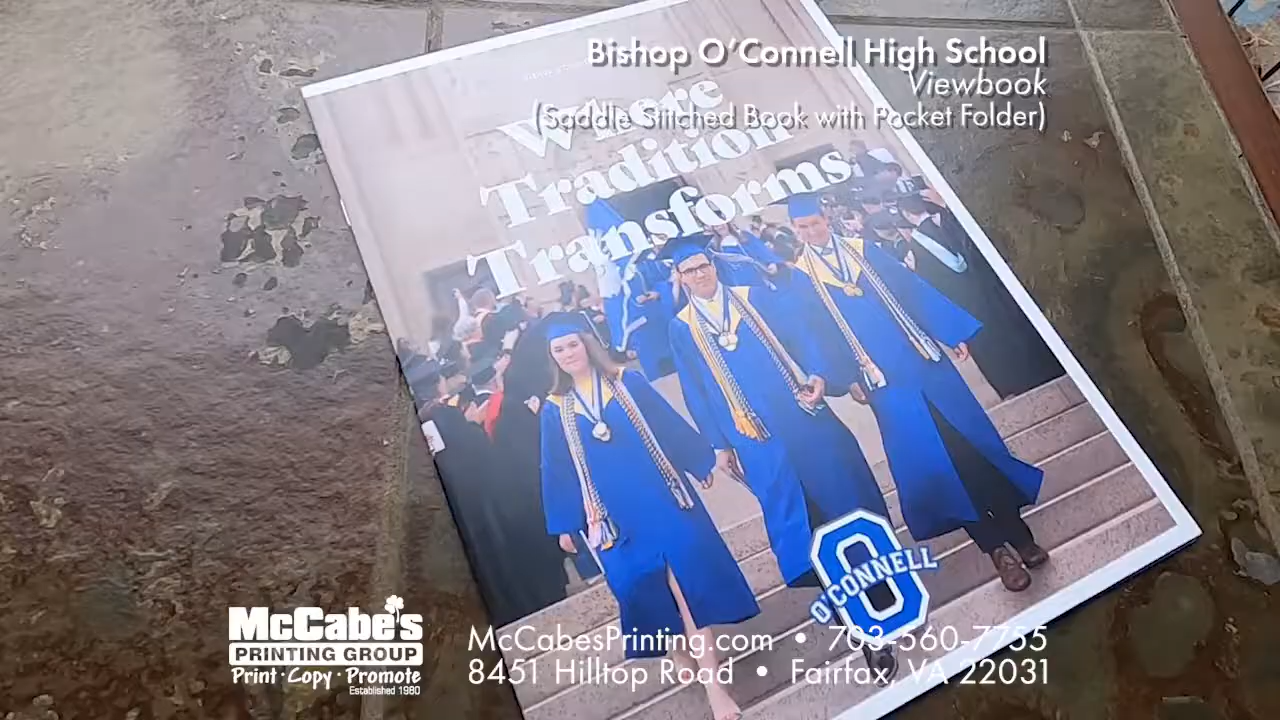 Bishop O'Connell High School
Viewbook
(Saddle Stitched Book with Pocket Folder)
Where
Tradition
Transforms.
O'CONNELL
McCabe's
PRINTING GROUP
Print · Copy · Promote
Established 1980
McCabesPrinting.com • 703-560-7755
8451 Hilltop Road • Fairfax, VA 22031